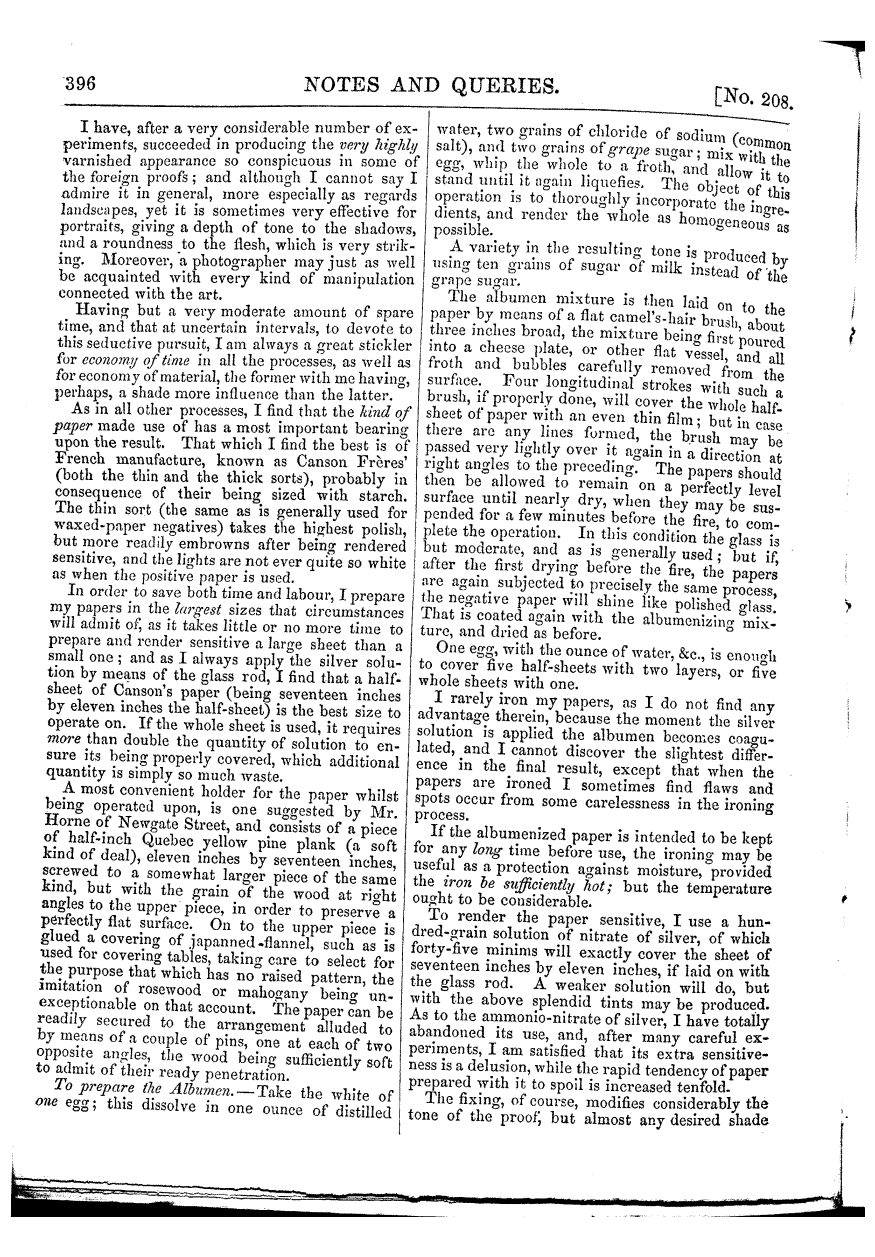 396
NOTES AND QUERIES.
[No. 208.
I have, after a very considerable number of ex-
periments, succeeded in producing the very highly
varnished appearance so conspicuous in some of
the foreign proofs; and although I cannot say I
admire it in general, more especially as regards
landscapes, yet it is sometimes very effective for
portraits, giving a depth of tone to the shadows,
and a roundness to the flesh, which is very strik-
ing. Moreover, a photographer may just as well
be acquainted with every kind of manipulation
connected with the art.
Having but a very moderate amount of spare
time, and that at uncertain intervals, to devote to
this seductive pursuit, I am always a great stickler
for economy of time in all the processes, as well as
for economy of material, the former with me having,
perhaps, a shade more influence than the latter.
As in all other processes, I find that the kind of
paper made use of has a most important bearing
upon the result. That which I find the best is of
French manufacture, known as Canson Frères'
(both the thin and the thick sorts), probably in
consequence of their being sized with starch.
The thin sort (the same as is generally used for
waxed-paper negatives) takes the highest polish,
but more readily embrowns after being rendered
sensitive, and the lights are not ever quite so white
as when the positive paper is used.
In order to save both time and labour, I prepare
my papers in the largest sizes that circumstances
will admit of, as it takes little or no more time to
prepare and render sensitive a large sheet than a
small one; and as I always apply the silver solu-
tion by means of the glass rod, I find that a half-
sheet of Canson's paper (being seventeen inches
by eleven inches the half-sheet) is the best size to
operate on. If the whole sheet is used, it requires
more than double the quantity of solution to en-
sure its being properly covered, which additional
quantity is simply so much waste.
A most convenient holder for the paper whilst
being operated upon, is one suggested by Mr.
Horne of Newgate Street, and consists of a piece
of half-inch Quebec yellow pine plank (a soft
kind of deal), eleven inches by seventeen inches,
screwed to a somewhat larger piece of the same
kind, but with the grain of the wood at right
angles to the upper piece, in order to preserve a
perfectly flat surface. On to the upper piece is
glued a covering of japanned-flannel, such as is
used for covering tables, taking care to select for
the purpose that which has no raised pattern, the
imitation of rosewood or mahogany being un-
exceptionable on that account. The paper can be
readily secured to the arrangement alluded to
by means of a couple of pins, one at each of two
opposite angles, the wood being sufficiently soft
to admit of their ready penetration.
To prepare the Albumen.—Take the white of
one egg; this dissolve in one ounce of distilled
water, two grains of chloride of sodium (common
salt), and two grains of grape sugar; mix with the
egg, whip the whole to a froth, and allow it to
stand until it again liquefies. The object of this
operation is to thoroughly incorporate the ingre-
dients, and render the whole as homogeneous as
possible.
A variety in the resulting tone is produced by
using ten grains of sugar of milk instead of the
grape sugar.
The albumen mixture is then laid on to the
paper by means of a flat camel's-hair brush, about
three inches broad, the mixture being first poured
into a cheese plate, or other flat vessel, and all
froth and bubbles carefully removed from the
surface. Four longitudinal strokes with such a
brush, if properly done, will cover the whole half-
sheet of paper with an even thin film; but in case
there are any lines formed, the brush may be
passed very lightly over it again in a direction at
right angles to the preceding. The papers should
then be allowed to remain on a perfectly level
surface until nearly dry, when they may be sus-
pended for a few minutes before the fire, to com-
plete the operation. In this condition the glass is
but moderate, and as is generally used; but if,
after the first drying before the fire, the papers
are again subjected to precisely the same process,
the negative paper will shine like polished glass.
That is coated again with the albumenizing mix-
ture, and dried as before.
One egg, with the ounce of water, &c., is enough
to cover five half-sheets with two layers, or five
whole sheets with one.
I rarely iron my papers, as I do not find any
advantage therein, because the moment the silver
solution is applied the albumen becomes coagu-
lated, and I cannot discover the slightest differ-
ence in the final result, except that when the
papers are ironed I sometimes find flaws and
spots occur from some carelessness in the ironing
process.
If the albumenized paper is intended to be kept
for any long time before use, the ironing may be
useful as a protection against moisture, provided
the iron be sufficiently hot; but the temperature
ought to be considerable.
To render the paper sensitive, I use a hun-
dred-grain solution of nitrate of silver, of which
forty-five minims will exactly cover the sheet of
seventeen inches by eleven inches, if laid on with
the glass rod. A weaker solution will do, but
with the above splendid tints may be produced.
As to the ammonio-nitrate of silver, I have totally
abandoned its use, and, after many careful ex-
periments, I am satisfied that its extra sensitive-
ness is a delusion, while the rapid tendency of paper
prepared with it to spoil is increased tenfold.
The fixing, of course, modifies considerably the
tone of the proof, but almost any desired shade